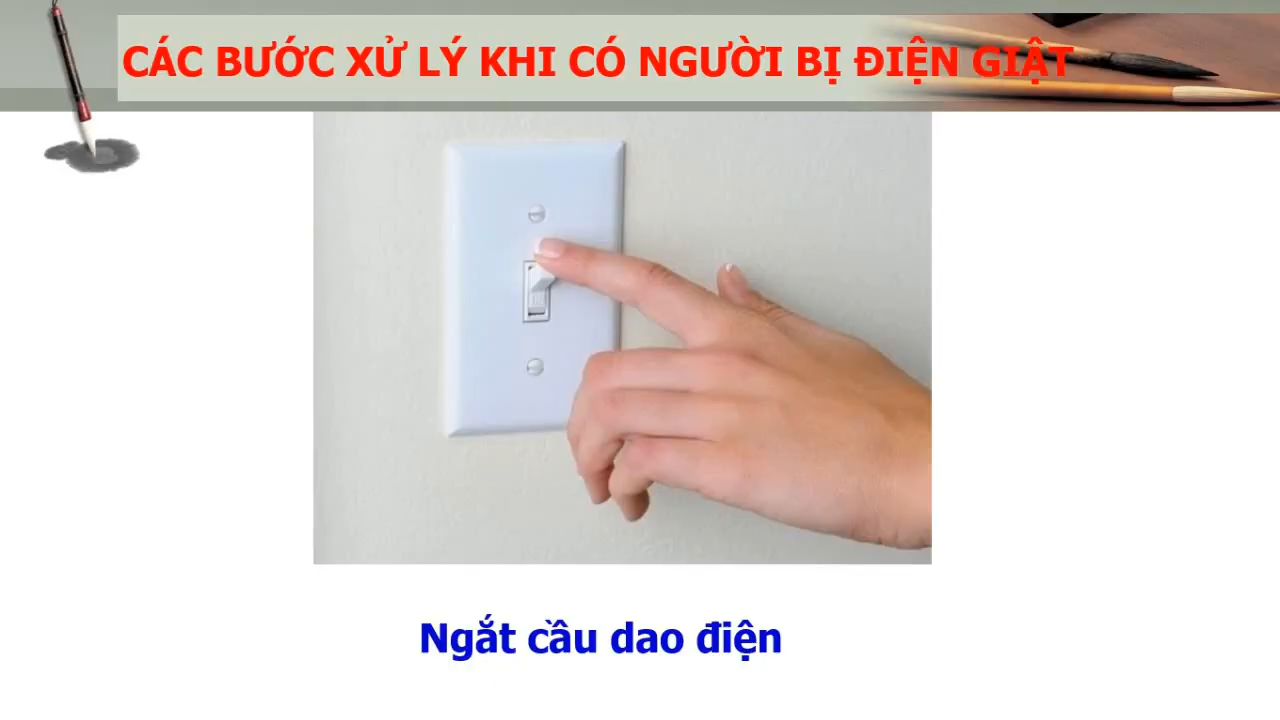 CÁC BƯỚC XỬ LÝ KHI CÓ NGƯỜI BỊ ĐIỆN GIẬT
Ngắt cầu dao điện